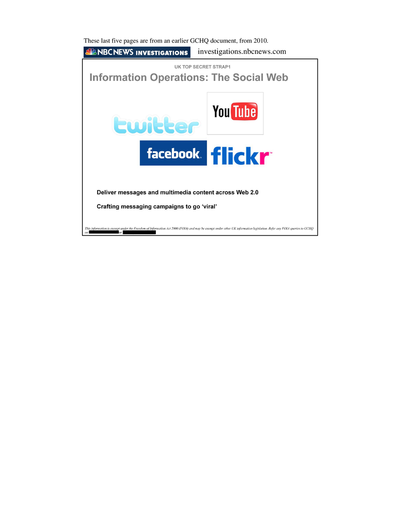 These last five pages are from an earlier GCHQ document, from 2010.
NBCNEWS INVESTIGATIONS investigations.nbcnews.com
UK TOP SECRET STRAP1
Information Operations: The Social Web
You Tube
twitter
facebook flickr
Deliver messages and multimedia content across Web 2.0
Crafting messaging campaigns to go 'viral'
This information is exempt under the Freedom of Information Act 2000 (FOIA) and may be exempt under other UK information legislation. Refer any FOIA queries to GCHQ
on or